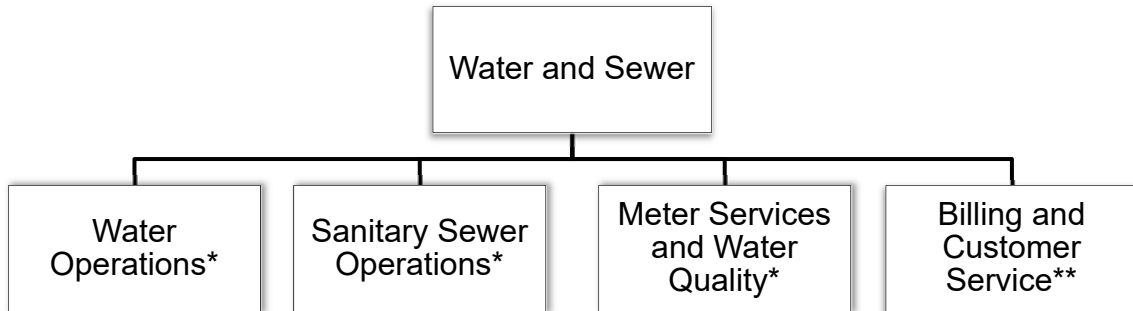 Water and Sewer
Water
Operations*
Sanitary Sewer
Operations*
Meter Services
and Water
Quality*
Billing and
Customer
Service**